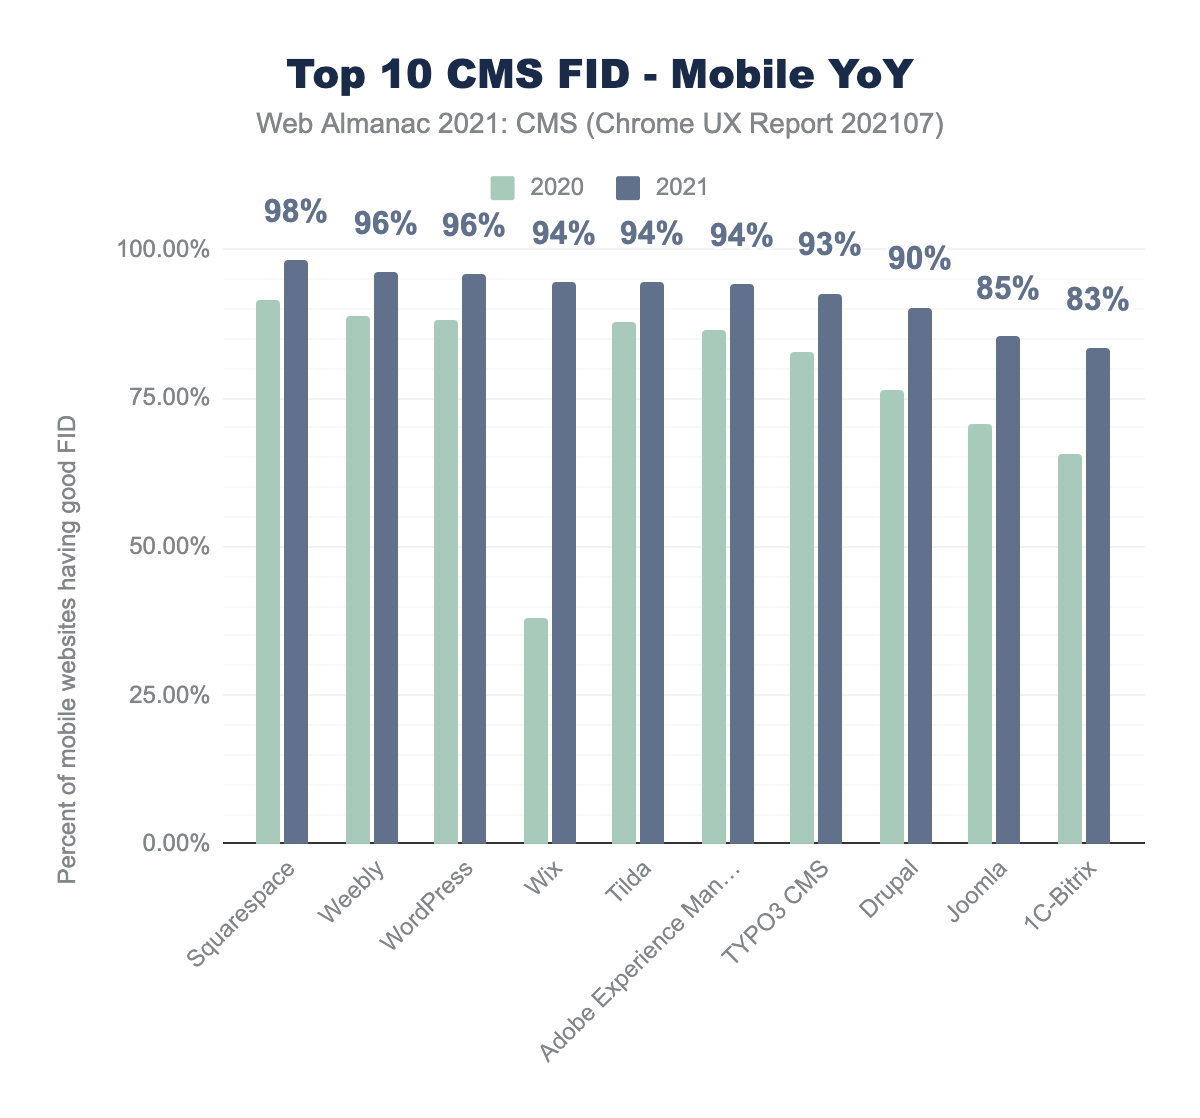 Top 10 CMS FID - Mobile YoY
Web Almanac 2021: CMS (Chrome UX Report 202107)
2020 2021
98% 96% 96% 94% 94% 94% 93% 90% 85% 83%
100.00%
75.00%
50.00%
25.00%
0.00%
Percent of mobile websites having good FID
Squarespace
Weebly
WordPress
Wix
Tilda
Adobe Experience Man...
TYPO3 CMS
Drupal
Joomla
1C-Bitrix